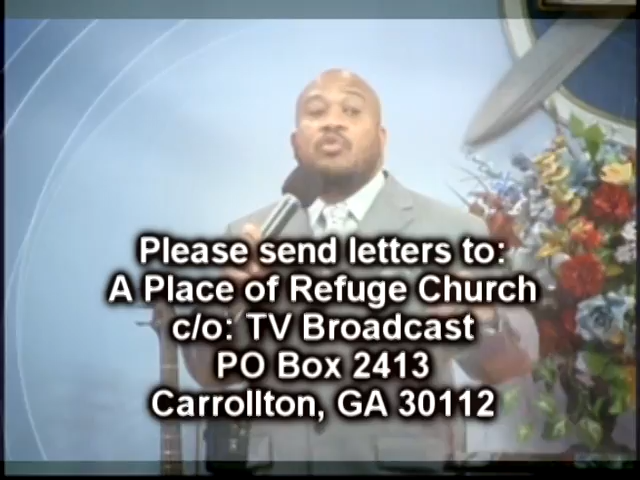 Please send letters to:
A Place of Refuge Church
c/o: TV Broadcast
PO Box 2413
Carrollton, GA 30112